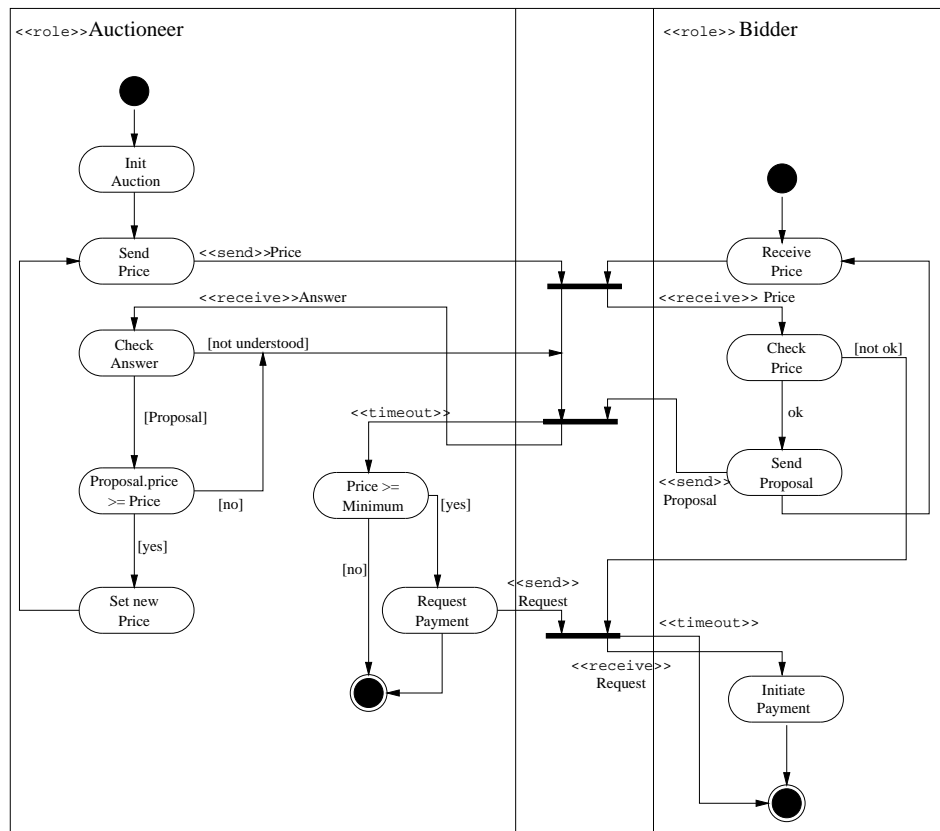 <<role>>Auctioneer
<<role>> Bidder
Init
Auction
Send
Price
<<send>>Price
Receive
Price
<<receive>>Answer
<<receive>> Price
Check
Answer
[not understood]
Check
Price
[not ok]
[Proposal]
<<timeout>>
ok
Proposal.price
>= Price
[no]
Price >=
Minimum
[yes]
<<send>>
Proposal
Send
Proposal
[yes]
[no]
Set new
Price
Request
Payment
<<send>>
Request
<<timeout>>
<<receive>>
Request
Initiate
Payment